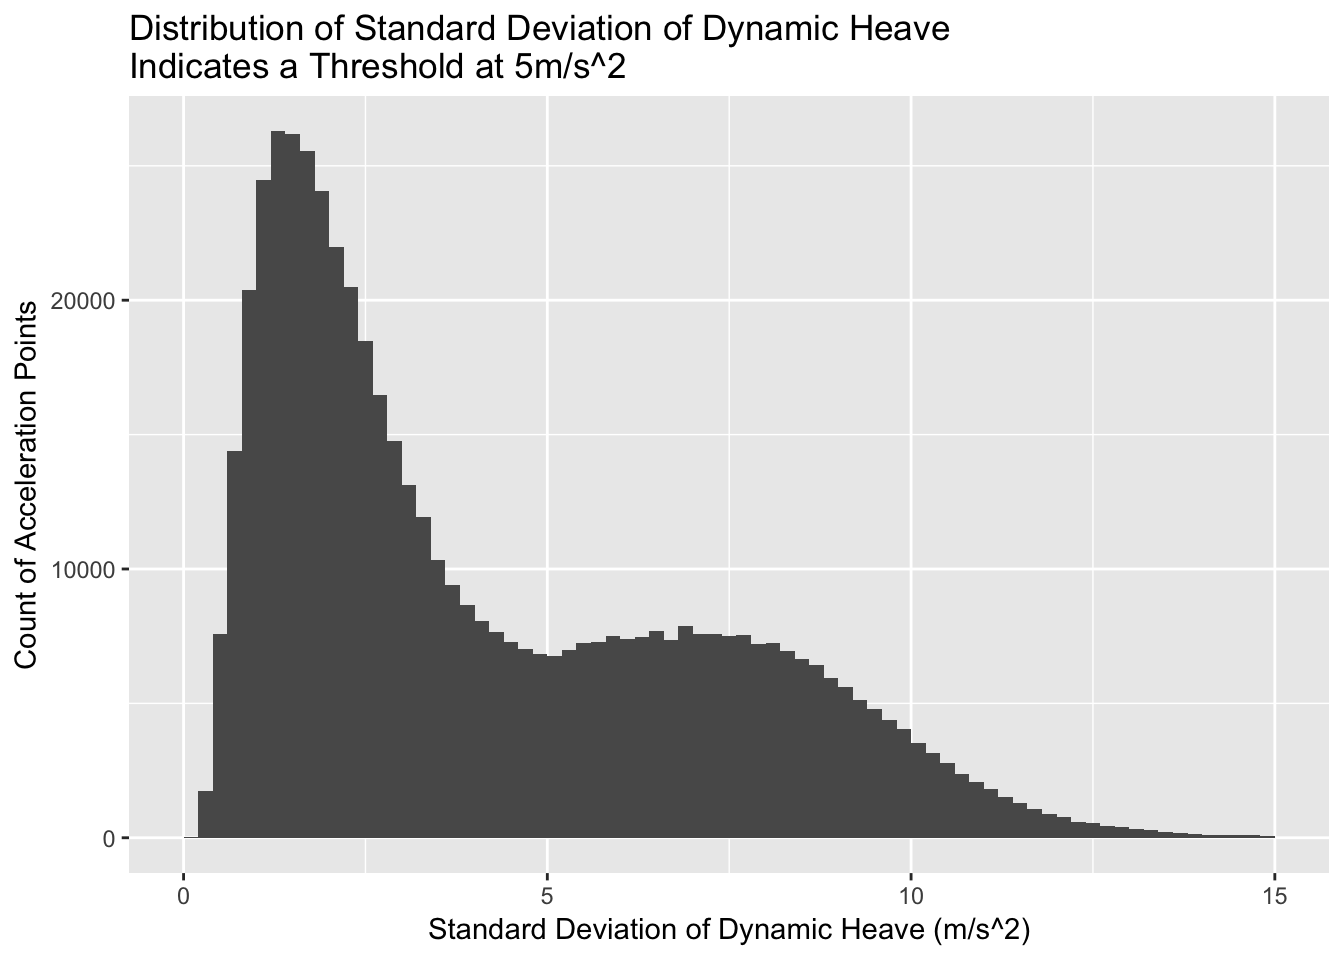 Distribution of Standard Deviation of Dynamic Heave
Indicates a Threshold at 5m/s^2
Count of Acceleration Points
20000
10000
0
0
5
10
15
Standard Deviation of Dynamic Heave (m/s^2)